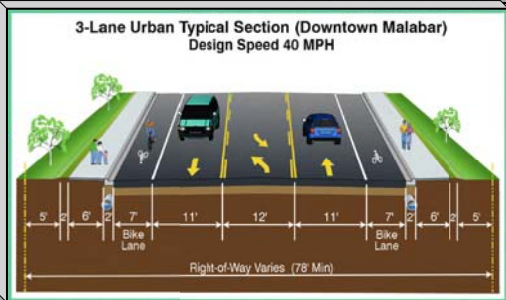 3-Lane Urban Typical Section (Downtown Malabar)
Design Speed 40 MPH
5' 2' 6' 2' 7' 11' 12' 11' 7' 2' 6' 2' 5'
Bike Lane Bike Lane
Right-of-Way Varies (78' Min)